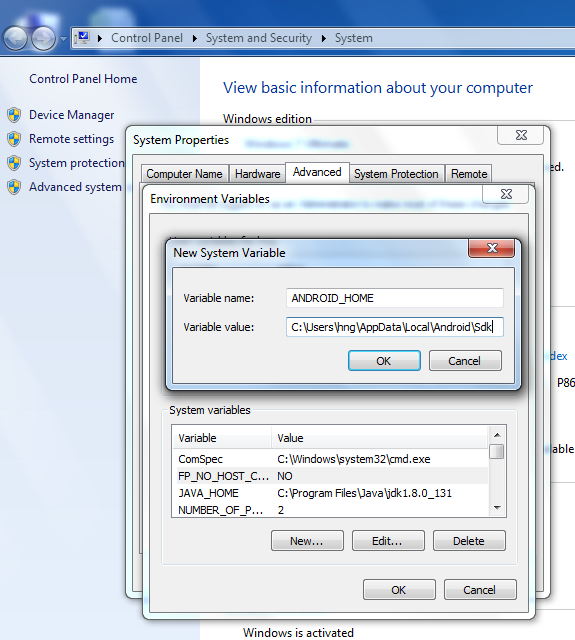 Control Panel
System and Security
System
Control Panel Home
Device Manager
Remote settings
System protection
Advanced system
View basic information about your computer
Windows edition
System Properties
Computer Name
Hardware
Advanced
System Protection
Remote
ed.
Environment Variables
New System Variable
Variable name: ANDROID_HOME
Variable value: C:\Users\hng\AppData\Local\Android\Sdk
OK Cancel
dex
P86
lable
System variables
Variable Value
ComSpec C:\Windows\system32\cmd.exe
FP_NO_HOST_C... NO
JAVA_HOME C:\Program Files\Java\jdk1.8.0_131
NUMBER_OF_P... 2
New... Edit... Delete
OK Cancel
Windows is activated